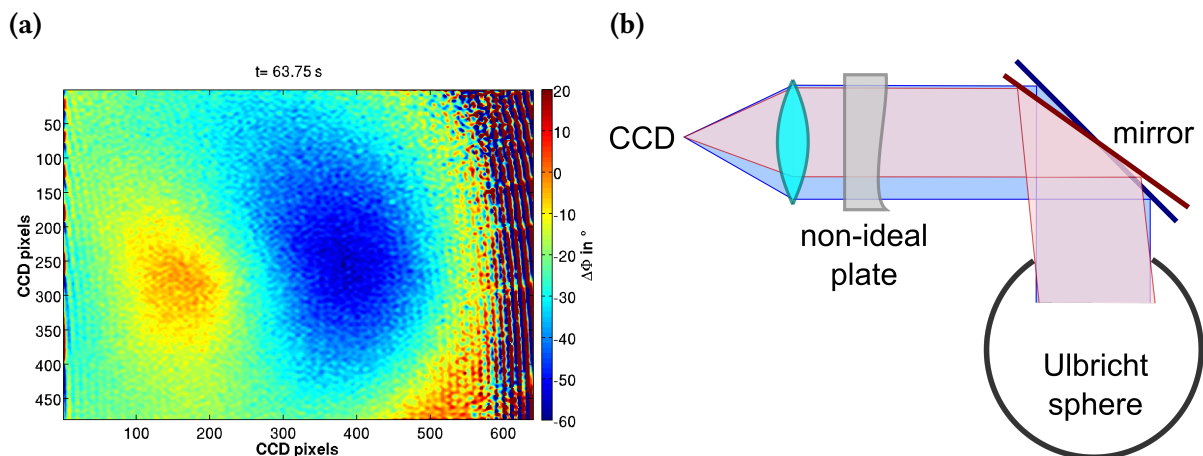 (a)
t= 63.75 s
50
100
150
200
250
300
350
400
450
CCD pixels
100
200
300
400
500
600
CCD pixels
20
10
0
-10
-20
-30
-40
-50
-60
ΔΦ in °
(b)
CCD
mirror
non-ideal
plate
Ulbricht
sphere